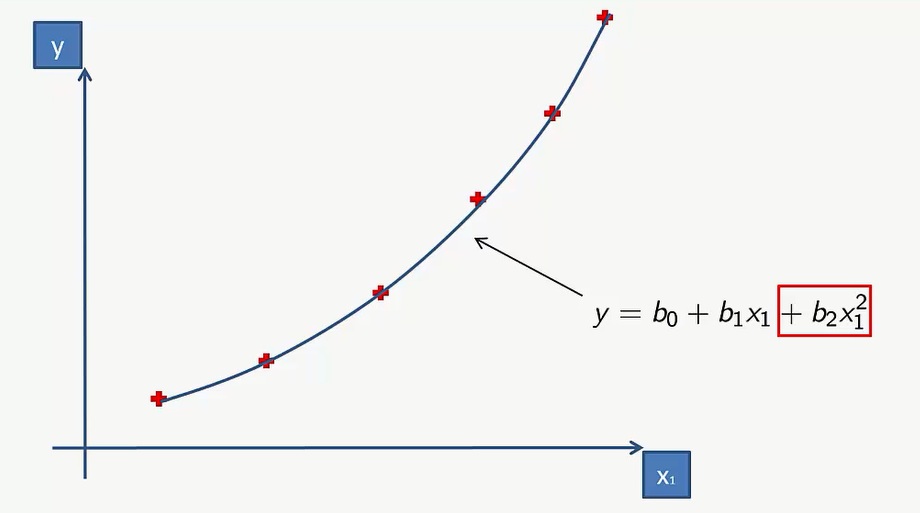 y
y = b₀ + b₁x₁ + b₂x₁²
x₁